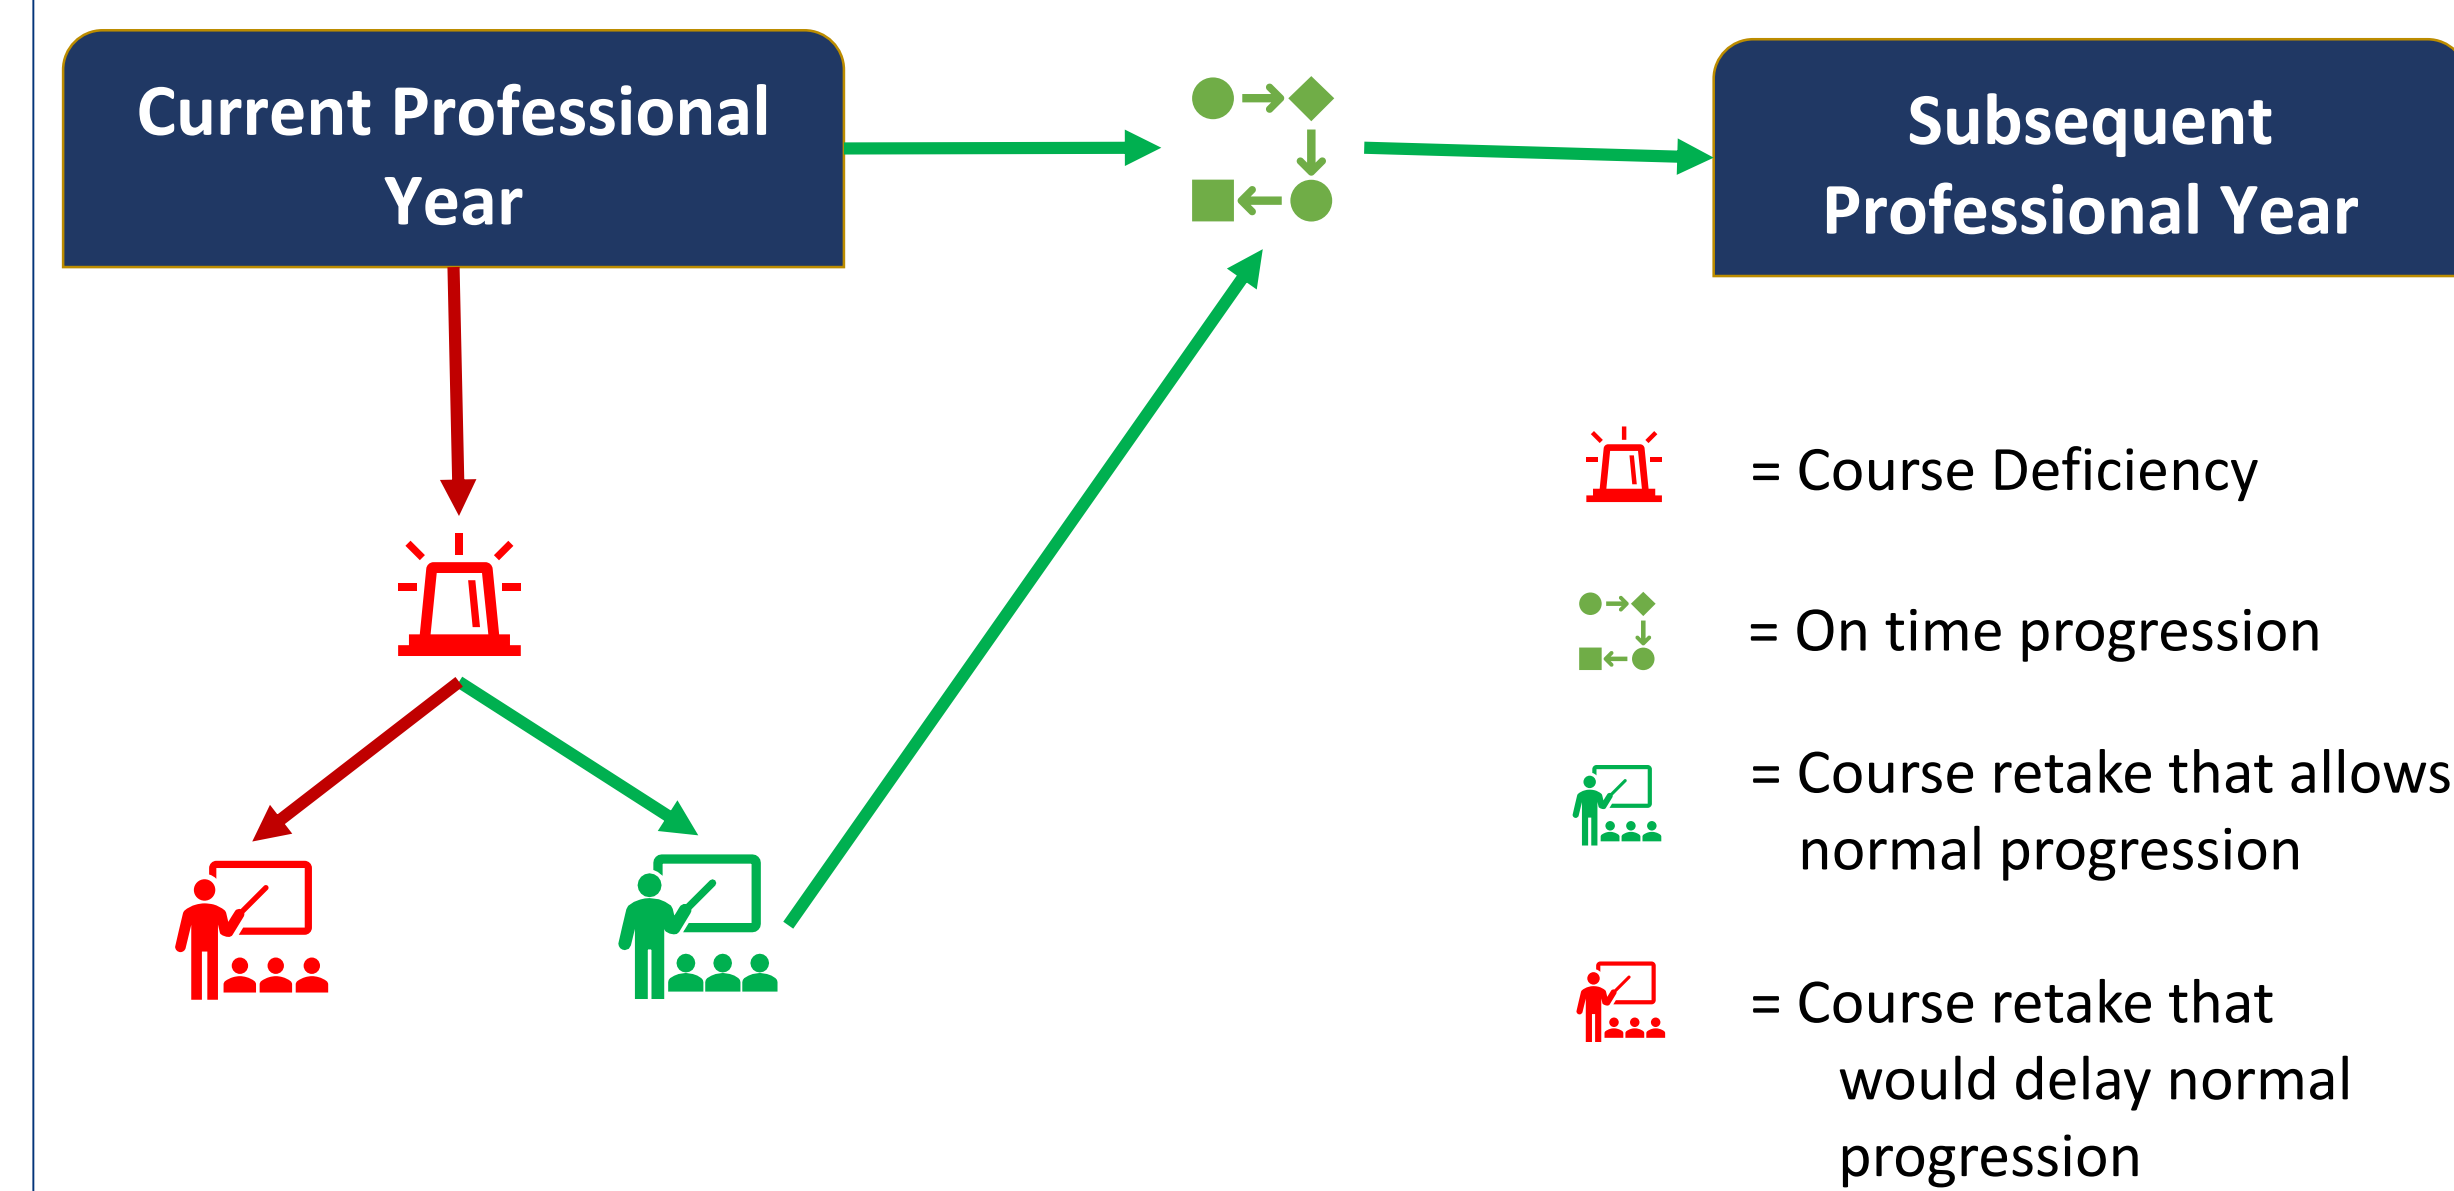 Current Professional
Year
Subsequent
Professional Year
= Course Deficiency
= On time progression
= Course retake that allows
normal progression
= Course retake that
would delay normal
progression